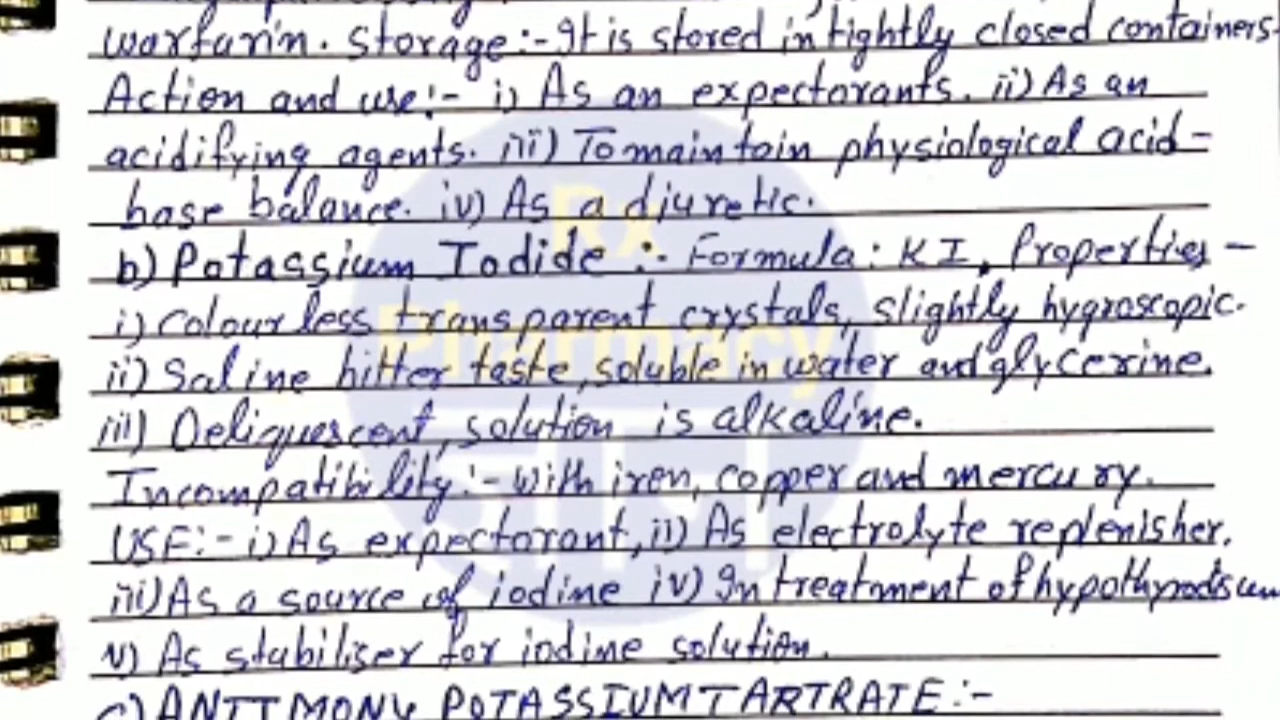 warfarin. Storage:- It is stored in tightly closed containers.
Action and use:- i) As an expectorants. ii) As an
acidifying agents. iii) To maintain physiological acid-
base balance. iv) As a diuretic.
b) Potassium Iodide :- Formula: KI, Properties -
i) Colourless transparent crystals, slightly hygroscopic.
ii) Saline bitter taste, soluble in water and glycerine.
iii) Deliquescent, solution is alkaline.
Incompatibility:- With iron, copper and mercury.
USE:- i) As expectorant, ii) As electrolyte replenisher.
iii) As a source of iodine iv) In treatment of
v) As stabiliser for iodine solution.
c) ANTIMONY POTASSIUM TARTRATE:-
Rx
Pharmacy